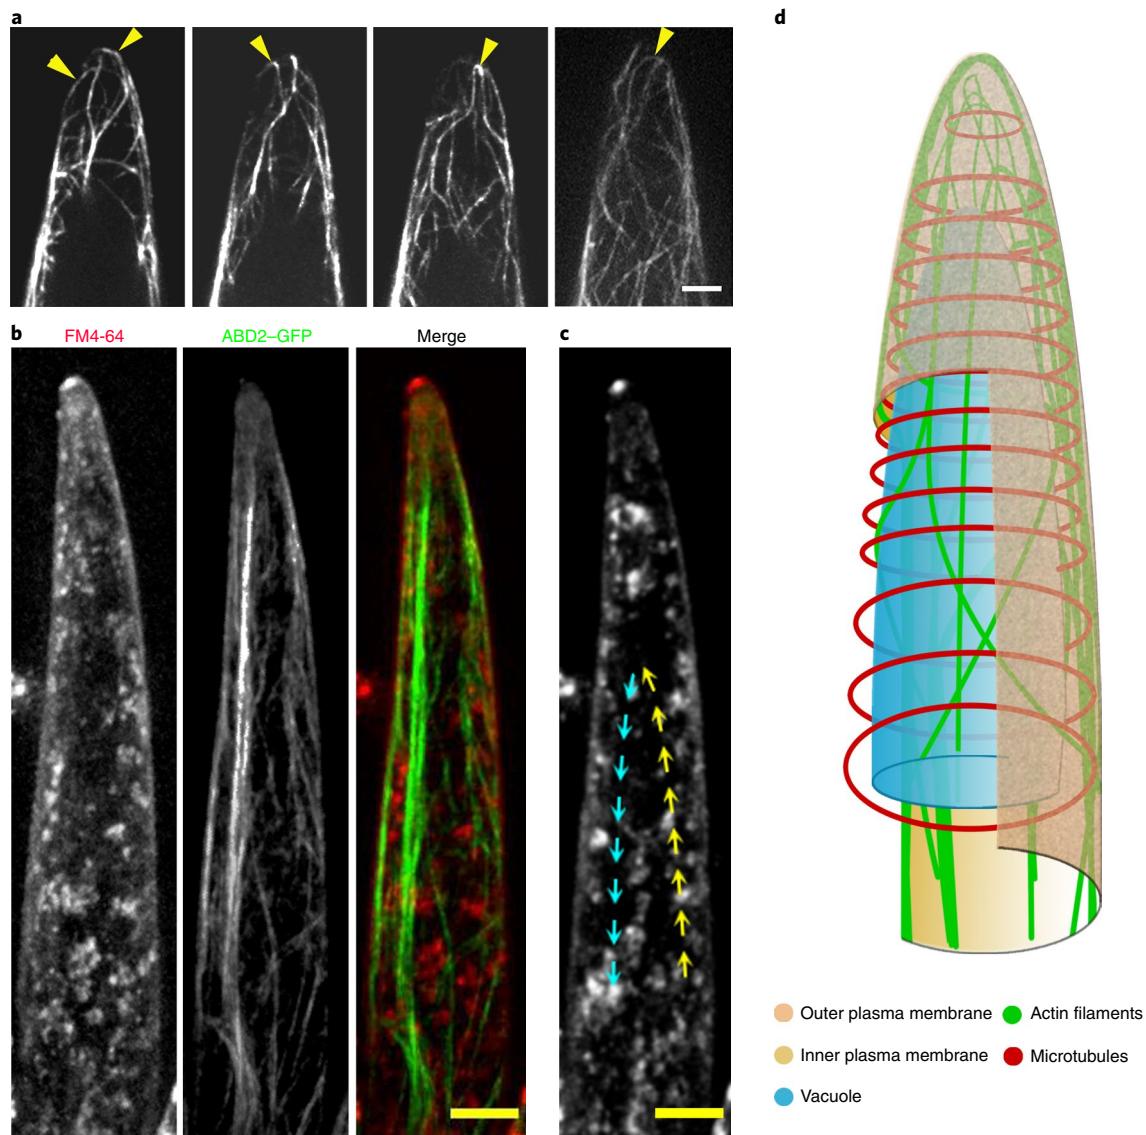 a
d
b
FM4-64
ABD2–GFP
Merge
c
Outer plasma membrane
Actin filaments
Inner plasma membrane
Microtubules
Vacuole